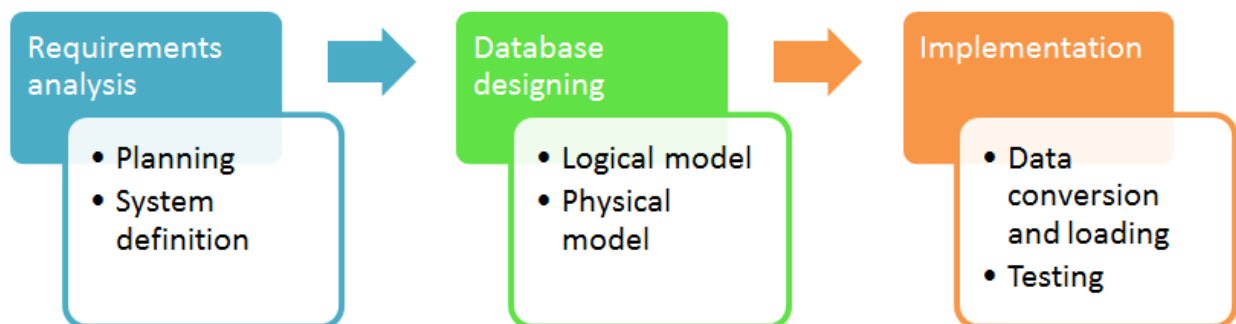 Requirements
analysis
• Planning
• System
definition
Database
designing
• Logical model
• Physical
model
Implementation
• Data
conversion
and loading
• Testing